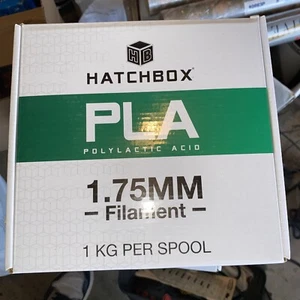 HB
HATCHBOX®
PLA
POLYLACTIC ACID
1.75MM
Filament
1 KG PER SPOOL